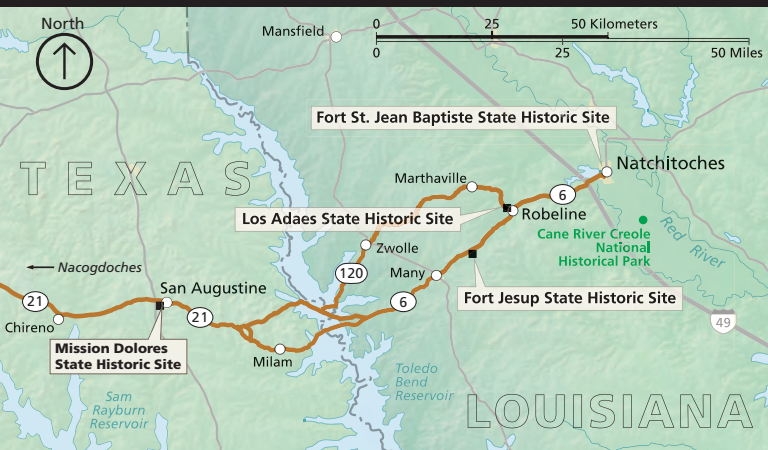 North
Mansfield
0 25 50 Kilometers
0 25 50 Miles
Fort St. Jean Baptiste State Historic Site
TEXAS
Natchitoches
Marthaville
6
Los Adaes State Historic Site
Robeline
Cane River Creole
National
Historical Park
Red River
Zwolle
Nacogdoches
120
Many
San Augustine
Fort Jesup State Historic Site
21
6
21
Chireno
49
Mission Dolores
State Historic Site
Milam
Toledo
Bend
Reservoir
Sam
Rayburn
Reservoir
LOUISIANA